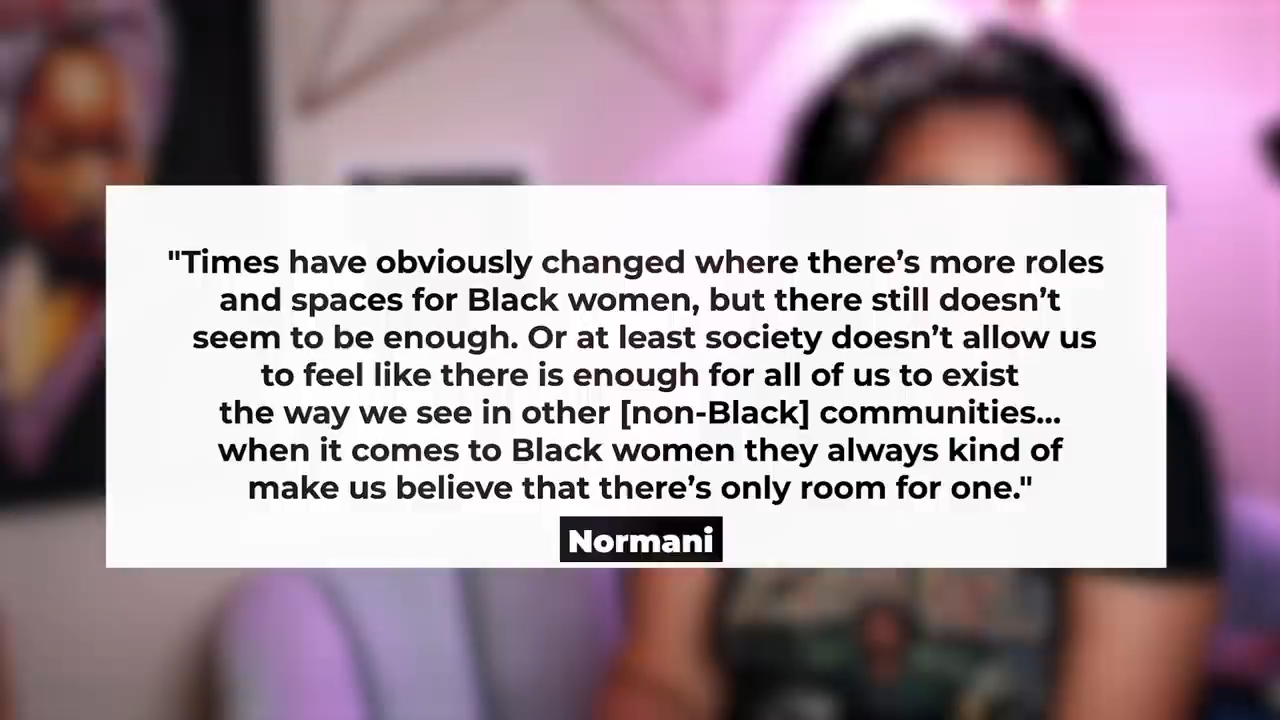 "Times have obviously changed where there’s more roles
and spaces for Black women, but there still doesn’t
seem to be enough. Or at least society doesn’t allow us
to feel like there is enough for all of us to exist
the way we see in other [non-Black] communities...
when it comes to Black women they always kind of
make us believe that there’s only room for one."
Normani